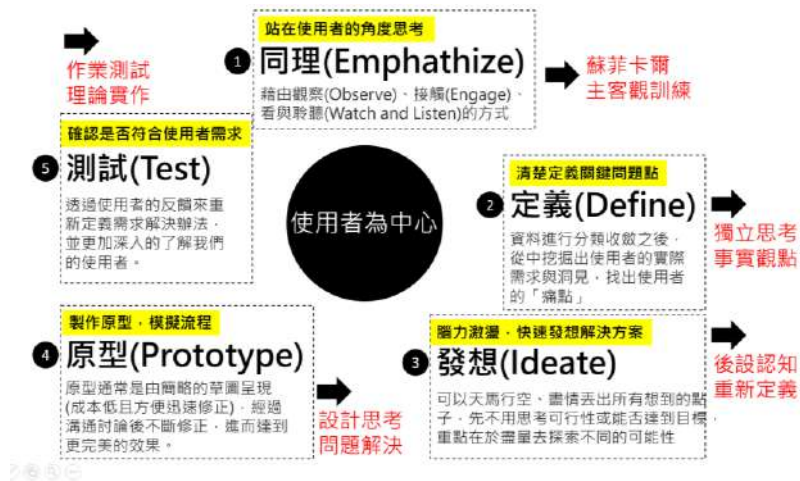 站在使用者的角度思考
1
同理(Emphathize)
藉由觀察(Observe)、接觸(Engage)、
看與聆聽(Watch and Listen)的方式
蘇菲卡爾
主客觀訓練
清楚定義關鍵問題點
2
定義(Define)
資料進行分類收斂之後，
從中挖掘出使用者的實際
需求與洞見，找出使用者
的「痛點」
獨立思考
事實觀點
腦力激盪，快速發想解決方案
3
發想(Ideate)
可以天馬行空、盡情丟出所有想到的點
子，先不用思考可行性或能否達到目標，
重點在於盡量去探索不同的可能性
後設認知
重新定義
製作原型，模擬流程
4
原型(Prototype)
原型通常是由簡略的草圖呈現
(成本低且方便迅速修正)，經過
溝通討論後不斷修正，進而達到
更完美的效果。
設計思考
問題解決
確認是否符合使用者需求
5
測試(Test)
透過使用者的反饋來重
新定義需求解決辦法，
並更加深入的了解我們
的使用者。
作業測試
理論實作
使用者為中心